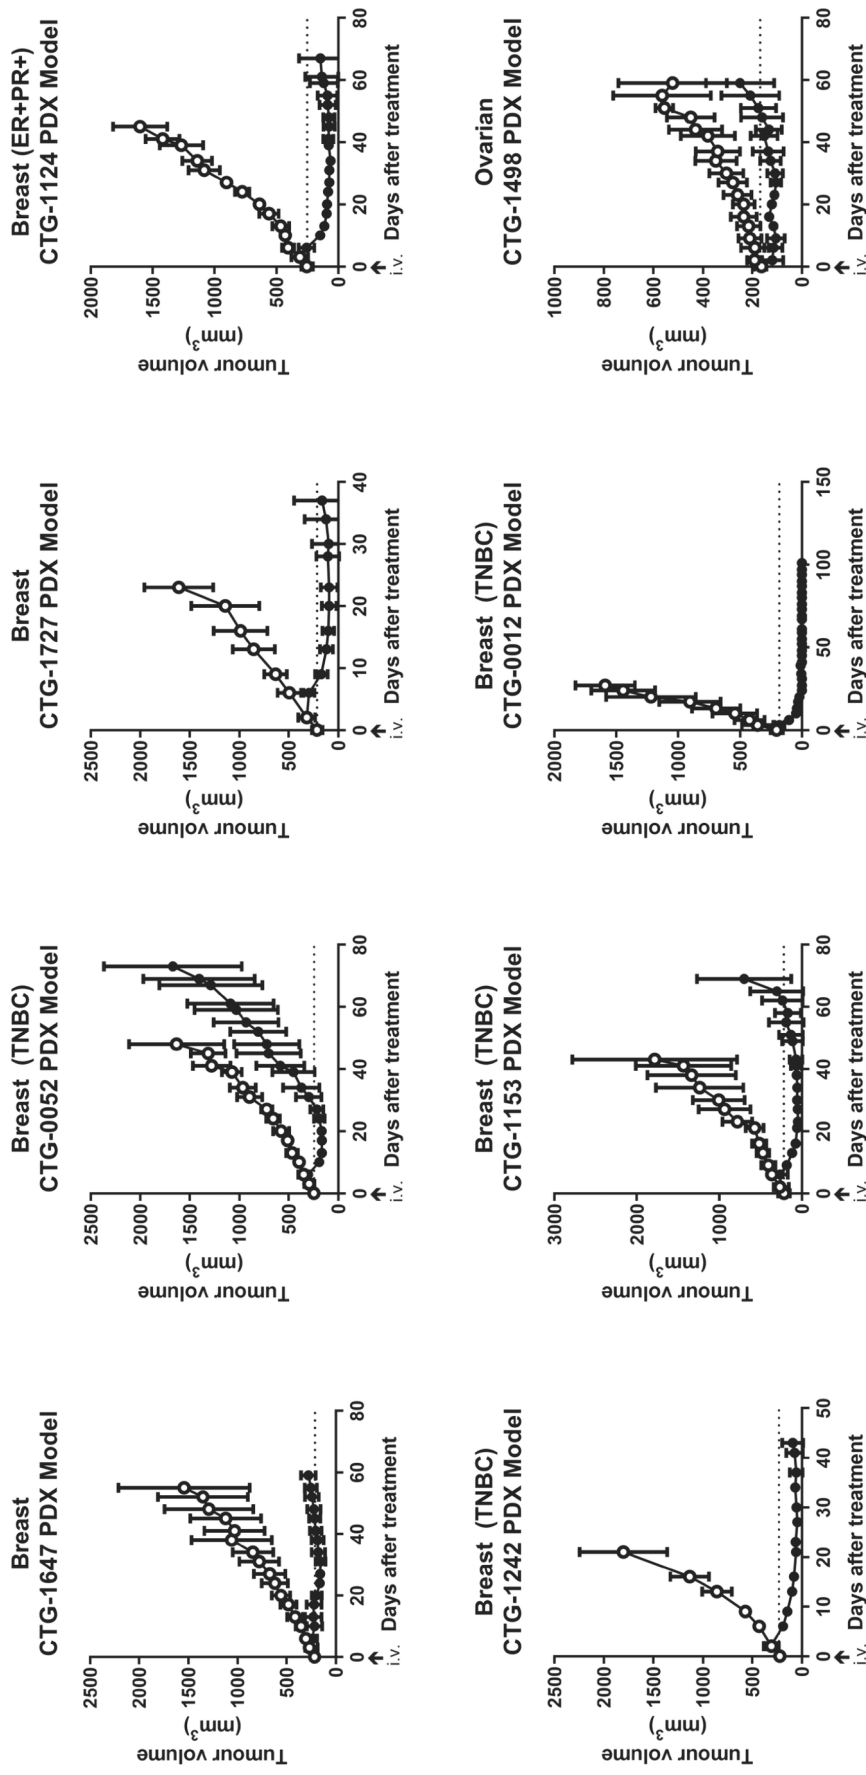 Breast
CTG-1647 PDX Model
Tumour volume
(mm³)
2500
2000
1500
1000
500
0
0 20 40 60 80
i.v. Days after treatment
Breast (TNBC)
CTG-0052 PDX Model
Tumour volume
(mm³)
2500
2000
1500
1000
500
0
0 20 40 60 80
i.v. Days after treatment
Breast
CTG-1727 PDX Model
Tumour volume
(mm³)
2500
2000
1500
1000
500
0
0 10 20 30 40
i.v. Days after treatment
Breast (ER+PR+)
CTG-1124 PDX Model
Tumour volume
(mm³)
2000
1500
1000
500
0
0 20 40 60 80
i.v. Days after treatment
Breast (TNBC)
CTG-1242 PDX Model
Tumour volume
(mm³)
2500
2000
1500
1000
500
0
0 10 20 30 40 50
i.v. Days after treatment
Breast (TNBC)
CTG-1153 PDX Model
Tumour volume
(mm³)
3000
2000
1000
0
0 20 40 60 80
i.v. Days after treatment
Breast (TNBC)
CTG-0012 PDX Model
Tumour volume
(mm³)
2000
1500
1000
500
0
0 50 100 150
i.v. Days after treatment
Ovarian
CTG-1498 PDX Model
Tumour volume
(mm³)
1000
800
600
400
200
0
0 20 40 60 80
i.v. Days after treatment